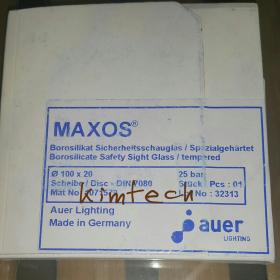 MAXOS®
Borosilikat Sicherheitsschauglas / Spezialgehärtet
Borosilicate Safety Sight Glass / tempered
Ø 100 x 20 25 bar
Scheibe / Disc - DIN 7080 Stück / Pcs : 01
Mat No : : 32313
kimtech
Auer Lighting
Made in Germany
auer
LIGHTING